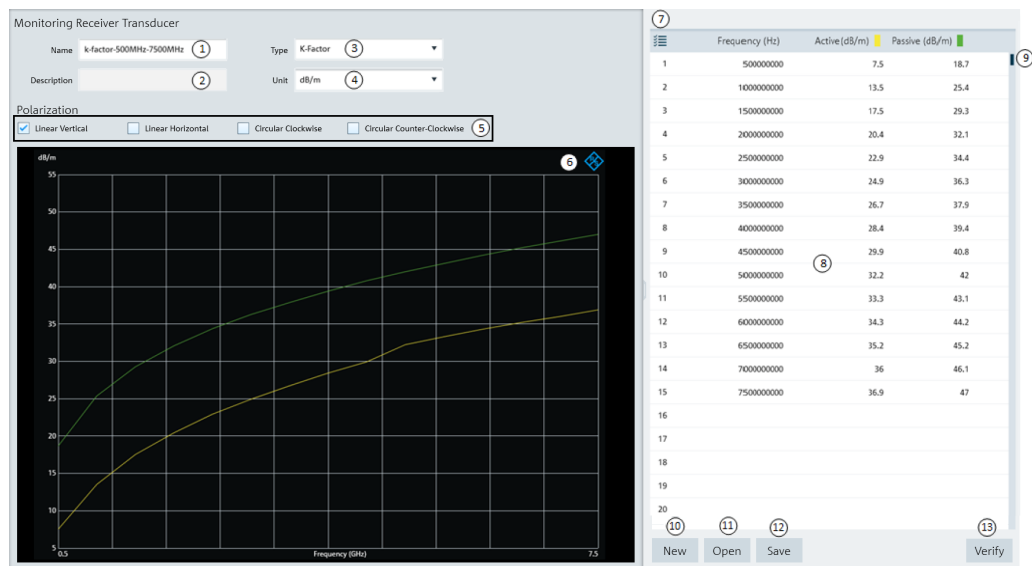 Monitoring Receiver Transducer
Name k-factor-500MHz-7500MHz 1 Type K-Factor 3
Description 2 Unit dB/m 4
Polarization
Linear Vertical Linear Horizontal Circular Clockwise Circular Counter-Clockwise 5
dB/m 6
55
50
45
40
35
30
20
15
10
5
0.5 Frequency (GHz) 7.5
7
Frequency (Hz) Active(dB/m) Passive (dB/m)
9
1 500000000 7.5 18.7
2 1000000000 13.5 25.4
3 1500000000 17.5 29.3
4 2000000000 20.4 32.1
5 2500000000 22.9 34.4
6 3000000000 24.9 36.3
7 3500000000 26.7 37.9
8 4000000000 28.4 39.4
9 4500000000 29.9 40.8
8
10 5000000000 32.2 42
11 5500000000 33.3 43.1
12 6000000000 34.3 44.2
13 6500000000 35.2 45.2
14 7000000000 36 46.1
15 7500000000 36.9 47
16
17
18
19
20
10 11 12 13
New Open Save Verify